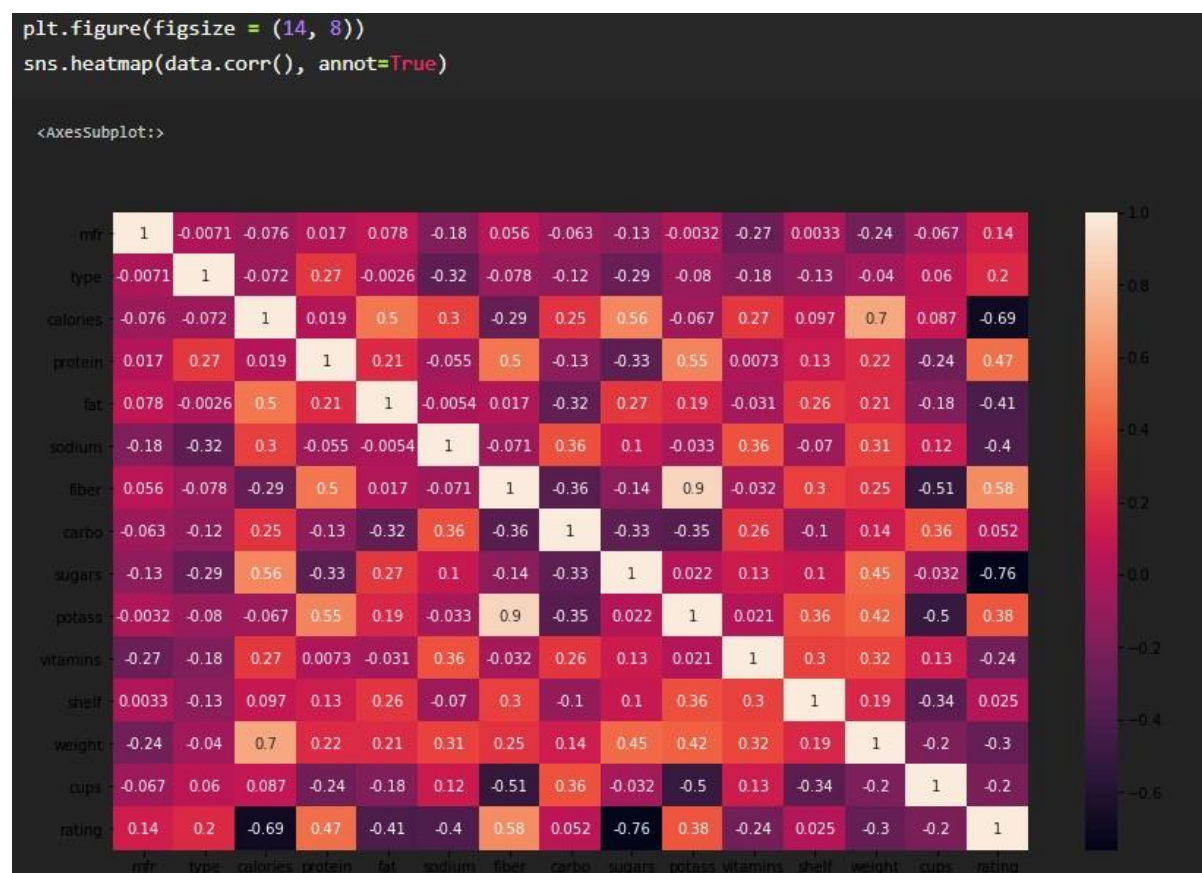 plt.figure(figsize = (14, 8))
sns.heatmap(data.corr(), annot=True)
<AxesSubplot:>
mfr 1 -0.0071 -0.076 0.017 0.078 -0.18 0.056 -0.063 -0.13 -0.0032 -0.27 0.0033 -0.24 -0.067 0.14 1.0
type -0.0071 1 -0.072 0.27 -0.0026 -0.32 -0.078 -0.12 -0.29 -0.08 -0.18 -0.13 -0.04 0.06 0.2
0.8
calories -0.076 -0.072 1 0.019 0.5 0.3 -0.29 0.25 0.56 -0.067 0.27 0.097 0.7 0.087 -0.69
protein 0.017 0.27 0.019 1 0.21 -0.055 0.5 -0.13 -0.33 0.55 0.0073 0.13 0.22 -0.24 0.47 0.6
fat 0.078 -0.0026 0.5 0.21 1 -0.0054 0.017 -0.32 0.27 0.19 -0.031 0.26 0.21 -0.18 -0.41
0.4
sodium -0.18 -0.32 0.3 -0.055 -0.0054 1 -0.071 0.36 0.1 -0.033 0.36 -0.07 0.31 0.12 -0.4
fiber 0.056 -0.078 -0.29 0.5 0.017 -0.071 1 -0.36 -0.14 0.9 -0.032 0.3 0.25 -0.51 0.58
0.2
carbo -0.063 -0.12 0.25 -0.13 -0.32 0.36 -0.36 1 -0.33 -0.35 0.26 -0.1 0.14 0.36 0.052
sugars -0.13 -0.29 0.56 -0.33 0.27 0.1 -0.14 -0.33 1 0.022 0.13 0.1 0.45 -0.032 -0.76 0.0
potass -0.0032 -0.08 -0.067 0.55 0.19 -0.033 0.9 -0.35 0.022 1 0.021 0.36 0.42 -0.5 0.38
vitamins -0.27 -0.18 0.27 0.0073 -0.031 0.36 -0.032 0.26 0.13 0.021 1 0.3 0.32 0.13 -0.24 -0.2
shelf 0.0033 -0.13 0.097 0.13 0.26 -0.07 0.3 -0.1 0.1 0.36 0.3 1 0.19 -0.34 0.025
-0.4
weight -0.24 -0.04 0.7 0.22 0.21 0.31 0.25 0.14 0.45 0.42 0.32 0.19 1 -0.2 -0.3
cups -0.067 0.06 0.087 -0.24 -0.18 0.12 -0.51 0.36 -0.032 -0.5 0.13 -0.34 -0.2 1 -0.2 -0.6
rating 0.14 0.2 -0.69 0.47 -0.41 -0.4 0.58 0.052 -0.76 0.38 -0.24 0.025 -0.3 -0.2 1
mfr type calories protein fat sodium fiber carbo sugars potass vitamins shelf weight cups rating